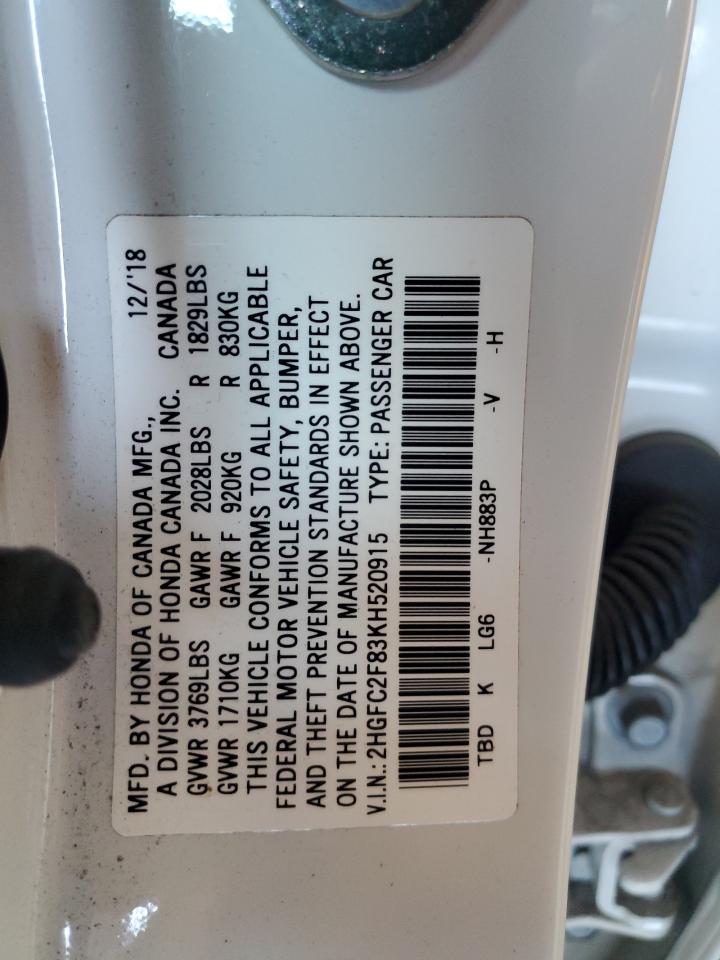 MFD. BY HONDA OF CANADA MFG., 12/'18
A DIVISION OF HONDA CANADA INC. CANADA
GVWR 3769LBS GAWR F 2028LBS R 1829LBS
GVWR 1710KG GAWR F 920KG R 830KG
THIS VEHICLE CONFORMS TO ALL APPLICABLE
FEDERAL MOTOR VEHICLE SAFETY, BUMPER,
AND THEFT PREVENTION STANDARDS IN EFFECT
ON THE DATE OF MANUFACTURE SHOWN ABOVE.
V.I.N.: 2HGFC2F83KH520915 TYPE: PASSENGER CAR
TBD K LG6 -NH883P -V -H